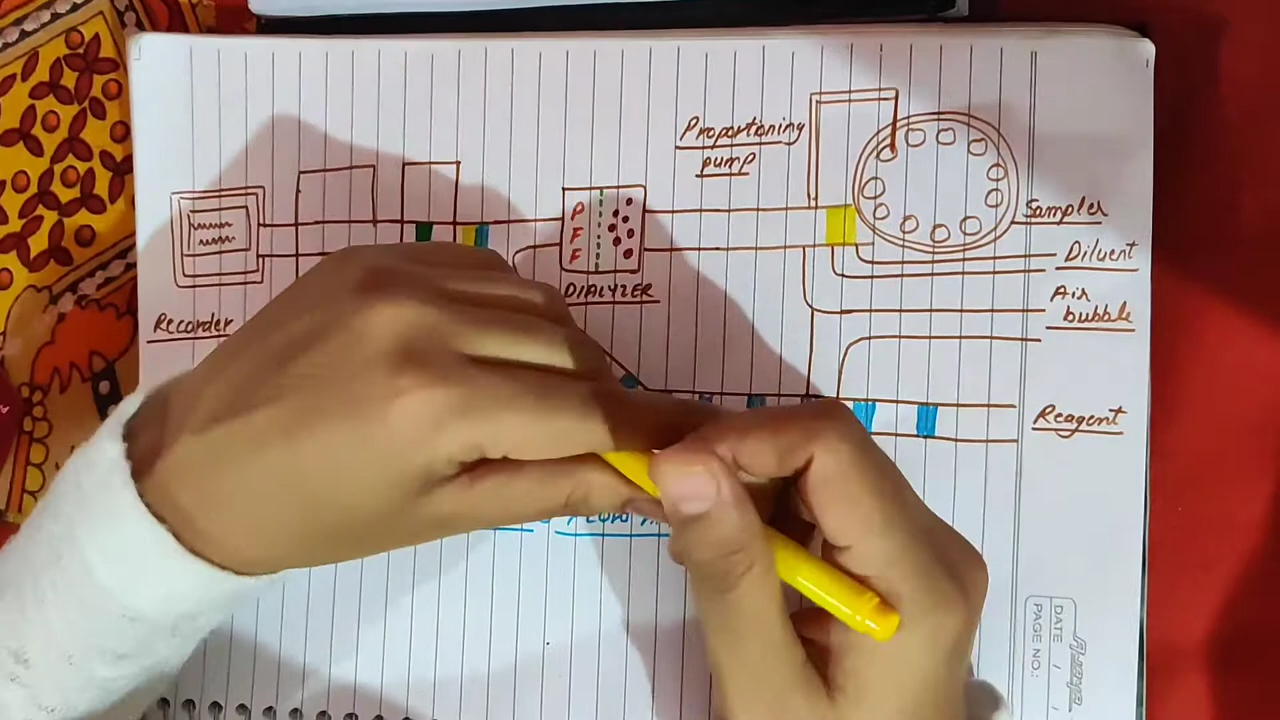 Proportioning
pump
Sampler
P
F
F
Diluent
DIALYZER
Air
bubble
Recorder
Reagent
DATE / /
PAGE NO.: